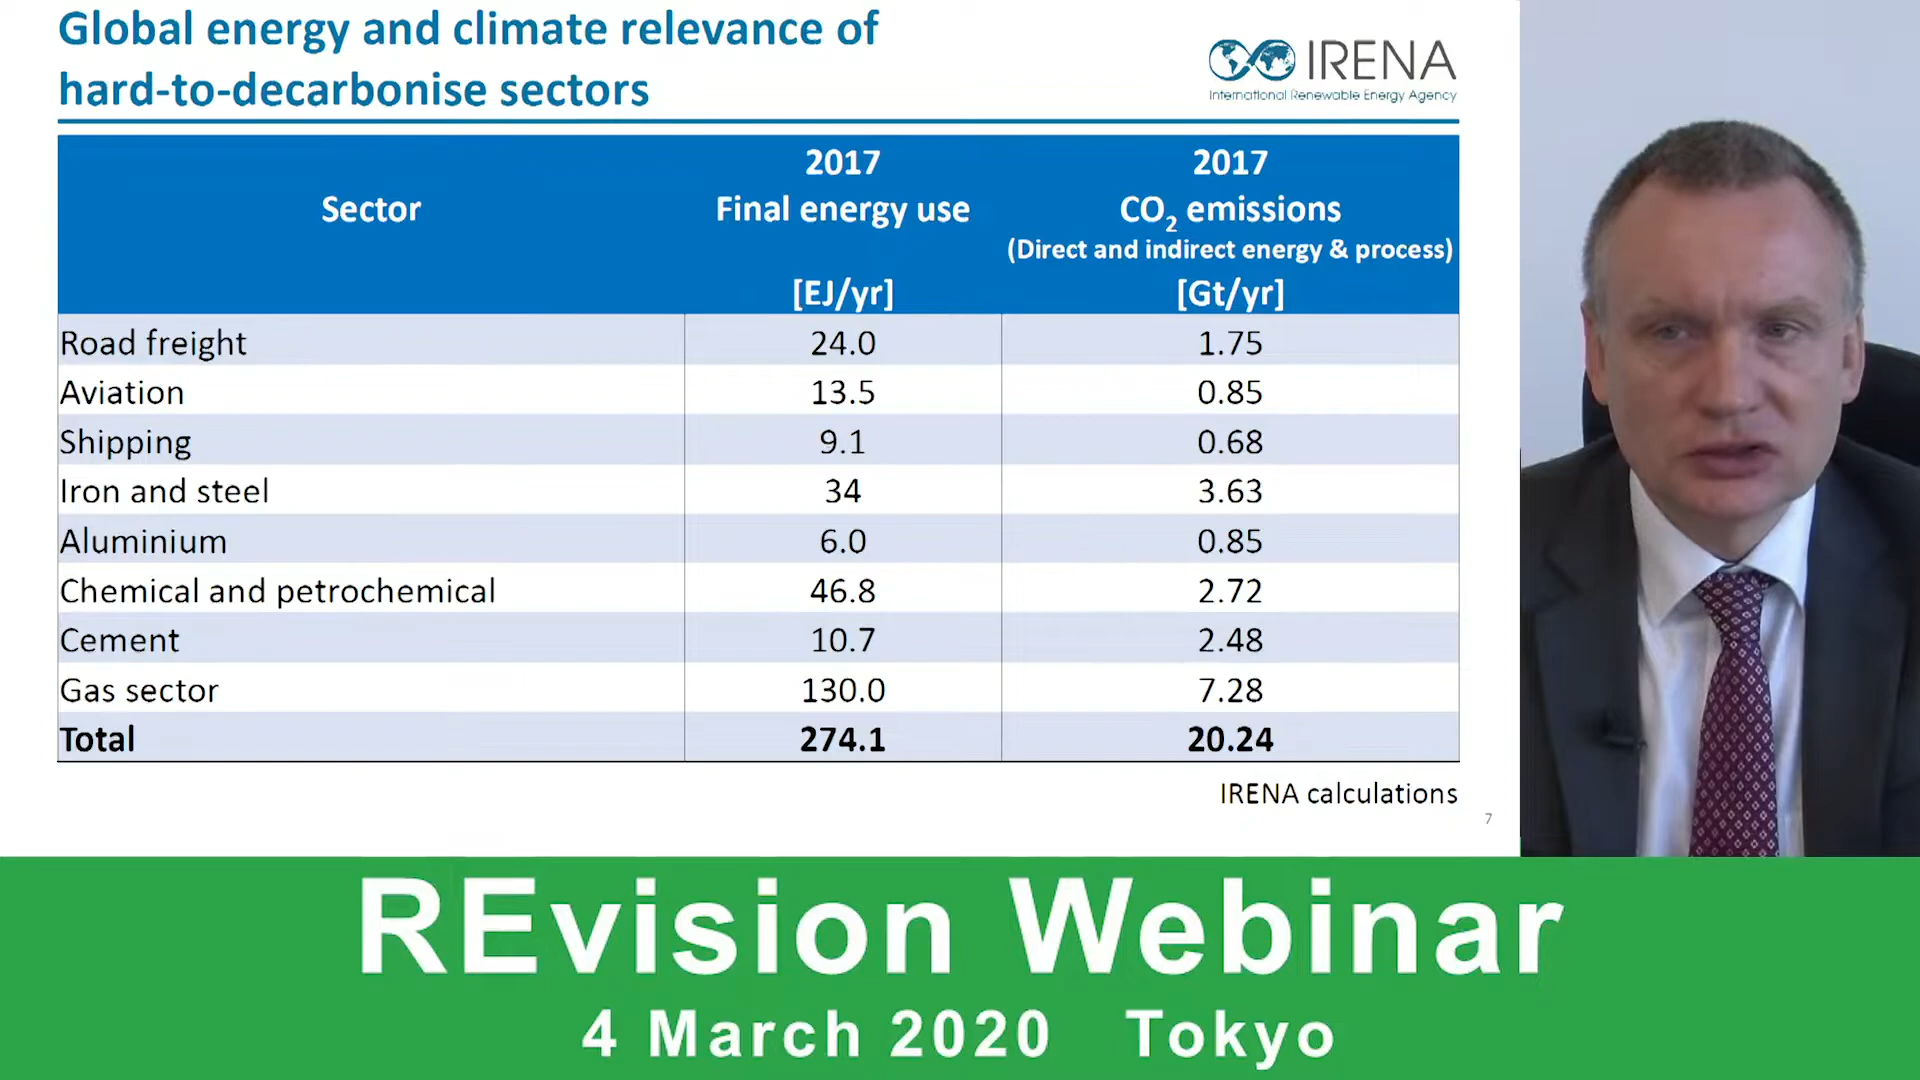 Global energy and climate relevance of
hard-to-decarbonise sectors
IRENA
International Renewable Energy Agency
Sector
2017
Final energy use
[EJ/yr]
2017
CO2 emissions
(Direct and indirect energy & process)
[Gt/yr]
Road freight 24.0 1.75
Aviation 13.5 0.85
Shipping 9.1 0.68
Iron and steel 34 3.63
Aluminium 6.0 0.85
Chemical and petrochemical 46.8 2.72
Cement 10.7 2.48
Gas sector 130.0 7.28
Total 274.1 20.24
IRENA calculations
7
REvision Webinar
4 March 2020 Tokyo